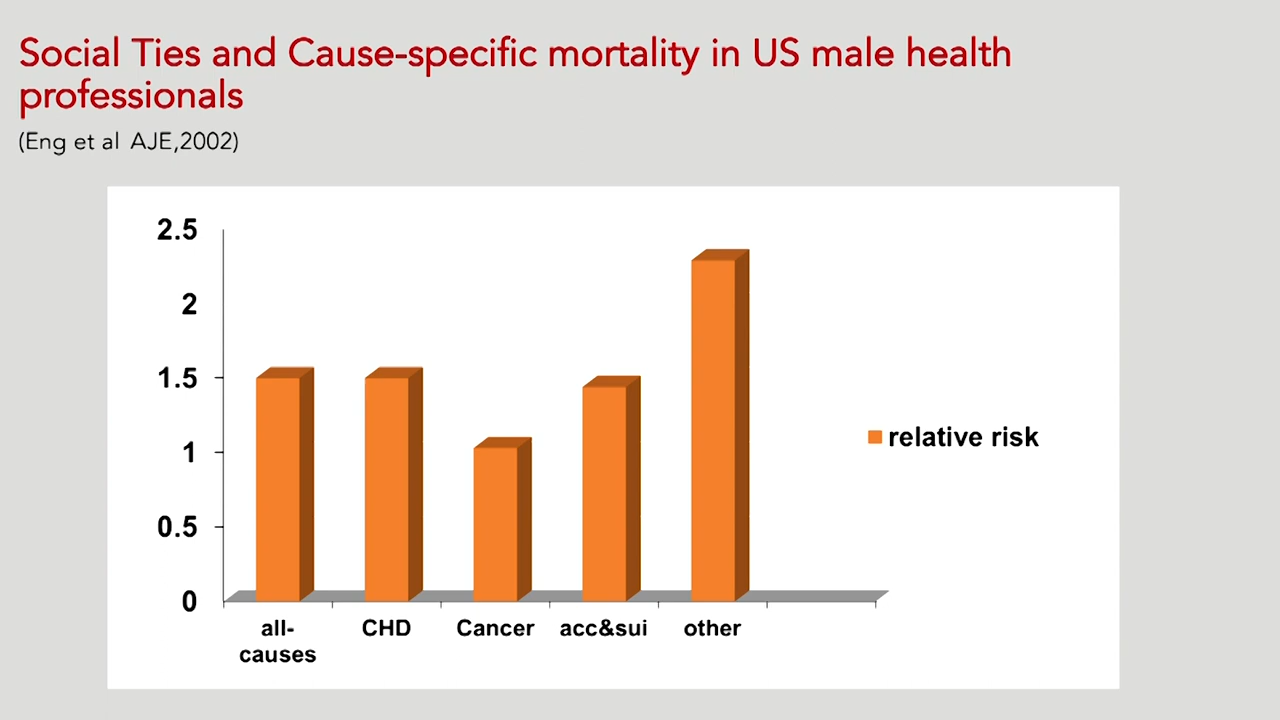 Social Ties and Cause-specific mortality in US male health
professionals
(Eng et al AJE,2002)
2.5
2
1.5
1
0.5
0
all-
causes
CHD
Cancer
acc&sui
other
relative risk